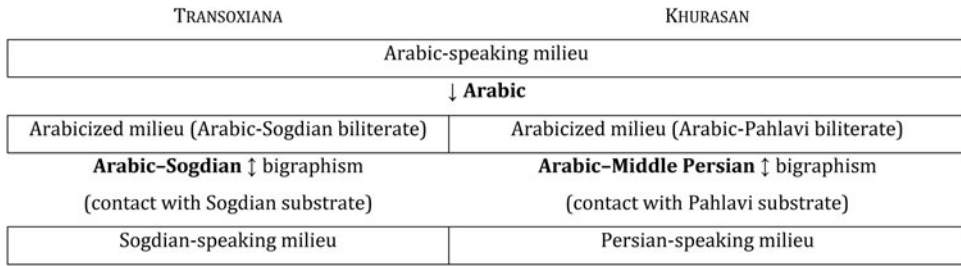 TRANSOXIANA KHURASAN
Arabic-speaking milieu
↓ Arabic
Arabicized milieu (Arabic-Sogdian biliterate) Arabicized milieu (Arabic-Pahlavi biliterate)
Arabic–Sogdian ↕ bigraphism Arabic–Middle Persian ↕ bigraphism
(contact with Sogdian substrate) (contact with Pahlavi substrate)
Sogdian-speaking milieu Persian-speaking milieu